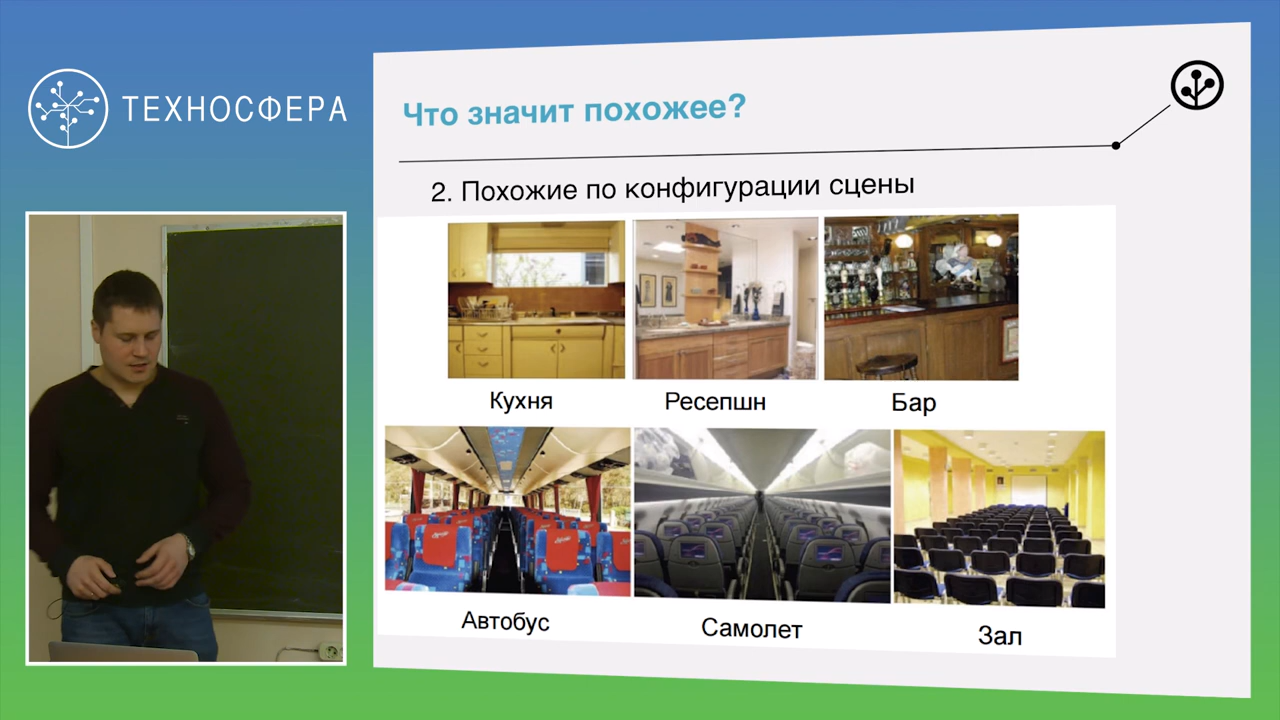 ТЕХНОСФЕРА
Что значит похожее?
2. Похожие по конфигурации сцены
Кухня
Ресепшн
Бар
Автобус
Самолет
Зал